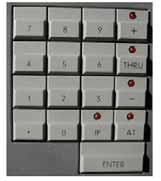 7 8 9 +
4 5 6 THRU
1 2 3 -
• 0 IF AT
ENTER